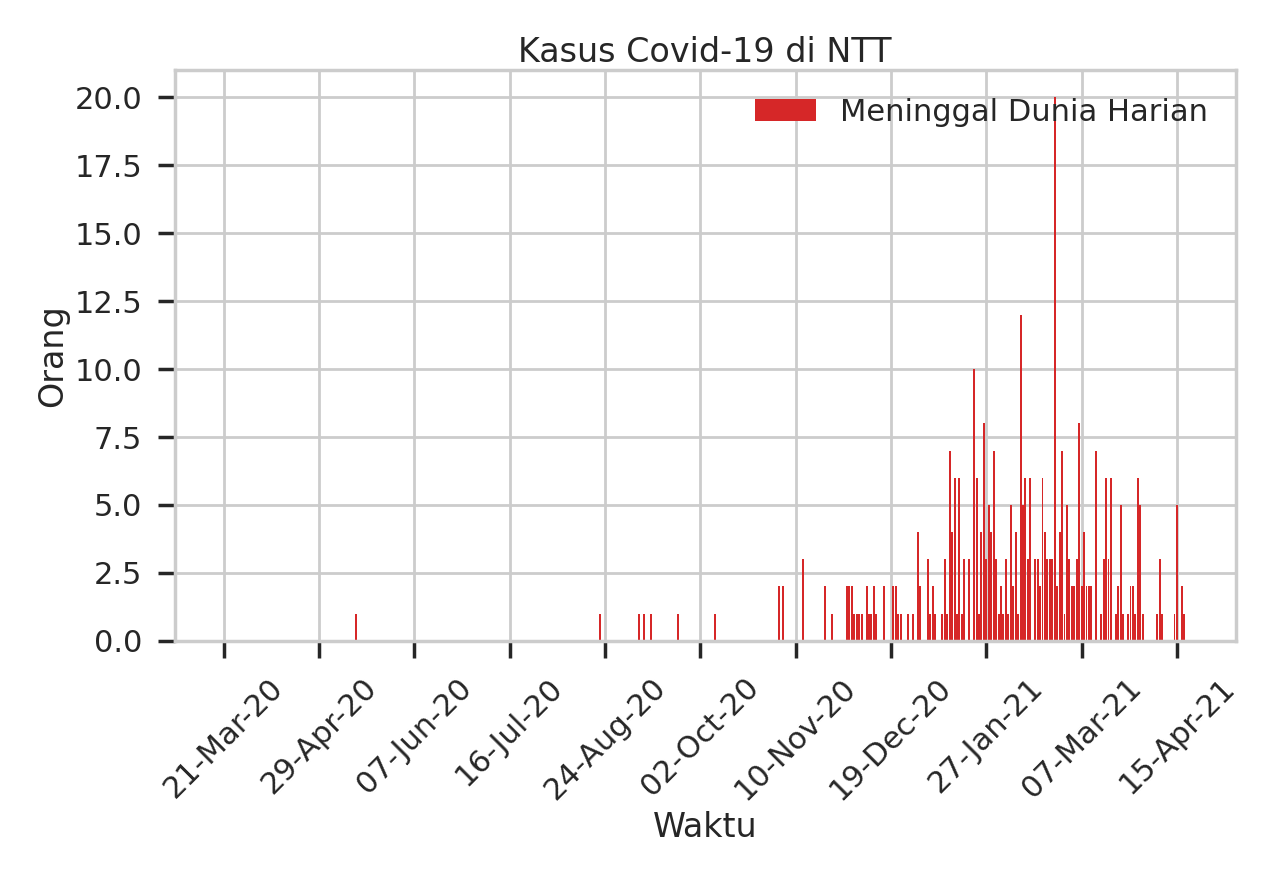 Kasus Covid-19 di NTT
Meninggal Dunia Harian
20.0
17.5
15.0
12.5
10.0
7.5
5.0
2.5
0.0
Orang
21-Mar-20
29-Apr-20
07-Jun-20
16-Jul-20
24-Aug-20
02-Oct-20
10-Nov-20
19-Dec-20
27-Jan-21
07-Mar-21
15-Apr-21
Waktu